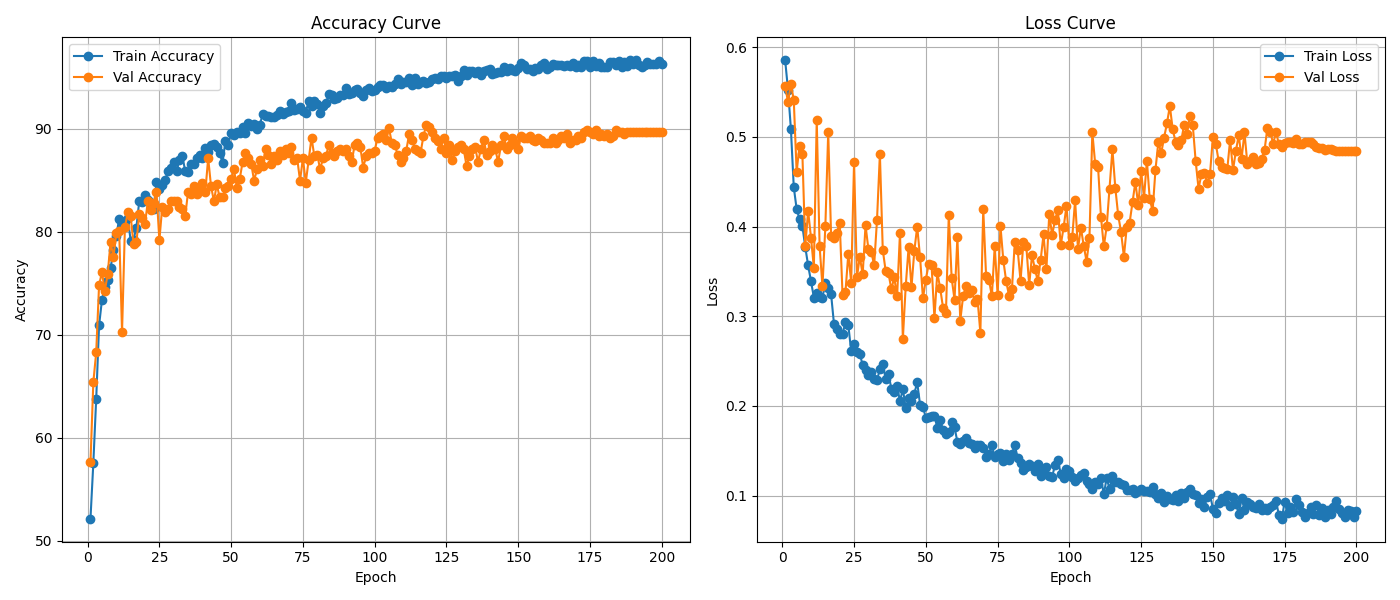 Accuracy Curve
Train Accuracy
Val Accuracy
Accuracy
90
80
70
60
50
0 25 50 75 100 125 150 175 200
Epoch
Loss Curve
Train Loss
Val Loss
Loss
0.6
0.5
0.4
0.3
0.2
0.1
0 25 50 75 100 125 150 175 200
Epoch